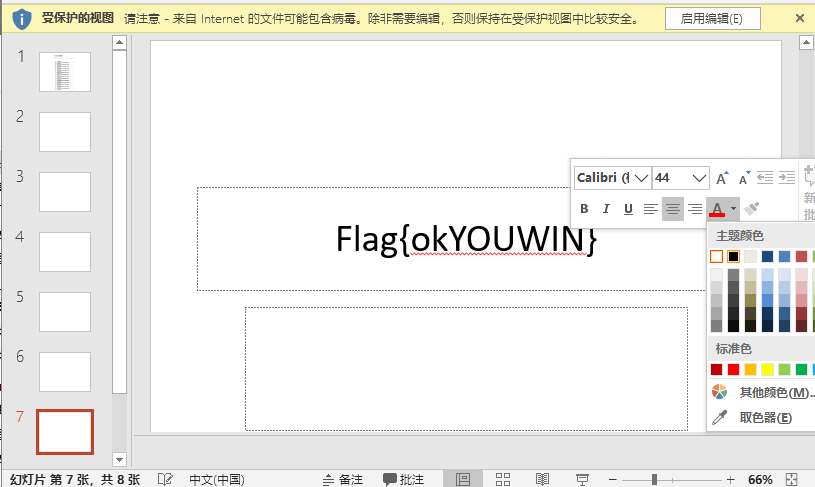 受保护的视图 请注意 - 来自 Internet 的文件可能包含病毒。除非需要编辑，否则保持在受保护视图中比较安全。 启用编辑(E)
1
2
3
4
5
6
7
Calibri (
44
A A
新
B I U A
批
主题颜色
Flag{okYOUWIN}
标准色
其他颜色(M)...
取色器(E)
幻灯片 第 7 张，共 8 张 中文(中国) 备注 批注 66%